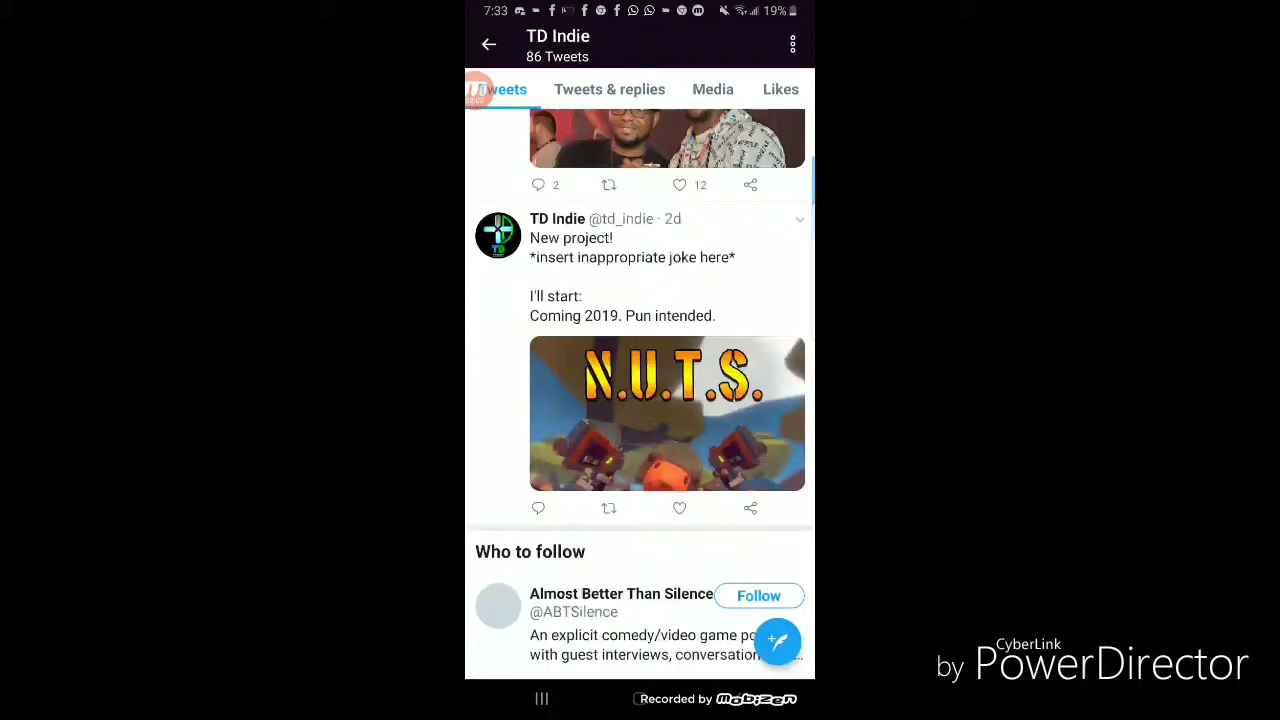 7:33
19%
TD Indie
86 Tweets
Tweets
Tweets & replies
Media
Likes
2
12
TD Indie @td_indie · 2d
New project!
*insert inappropriate joke here*
I'll start:
Coming 2019. Pun intended.
N.U.T.S.
Who to follow
Almost Better Than Silence
Follow
@ABTSilence
An explicit comedy/video game po
with guest interviews, conversation
TD
CyberLink
by PowerDirector
Recorded by mobizen